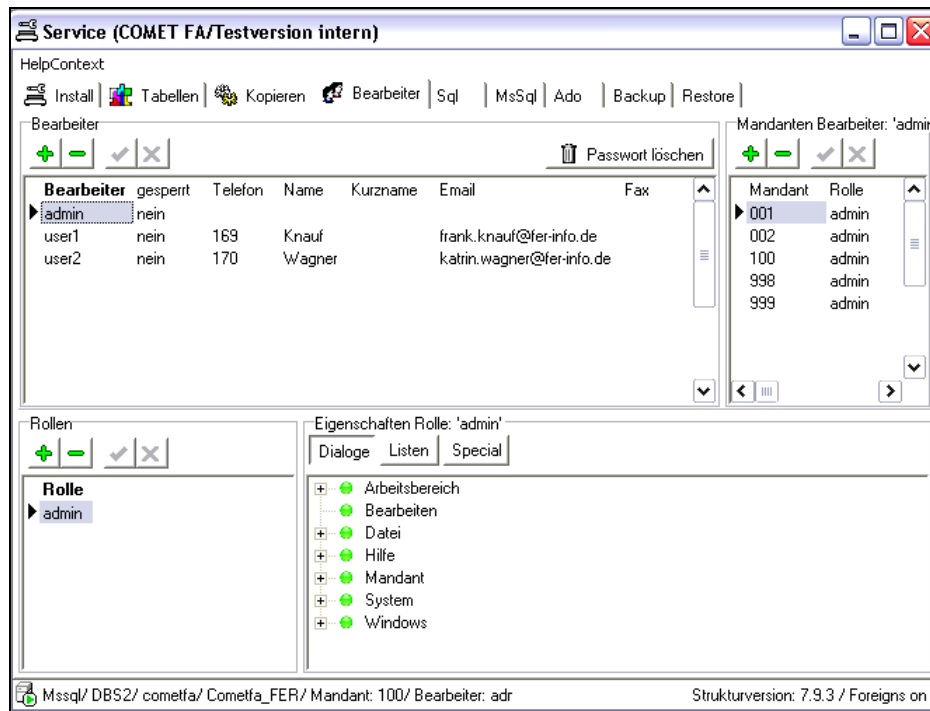 Service (COMET FA/Testversion intern)
HelpContext
Install Tabellen Kopieren Bearbeiter Sql MsSql Ado Backup Restore
Bearbeiter
Passwort löschen
Bearbeiter gesperrt Telefon Name Kurzname Email Fax
admin nein
user1 nein 169 Knauf frank.knauf@fer-info.de
user2 nein 170 Wagner katrin.wagner@fer-info.de
Mandanten Bearbeiter: 'admin
Mandant Rolle
001 admin
002 admin
100 admin
998 admin
999 admin
Rollen
Rolle
admin
Eigenschaften Rolle: 'admin'
Dialoge Listen Special
Arbeitsbereich
Bearbeiten
Datei
Hilfe
Mandant
System
Windows
Mssql/ DBS2/ cometfa/ Cometfa_FER/ Mandant: 100/ Bearbeiter: adr
Strukturversion: 7.9.3 / Foreigns on